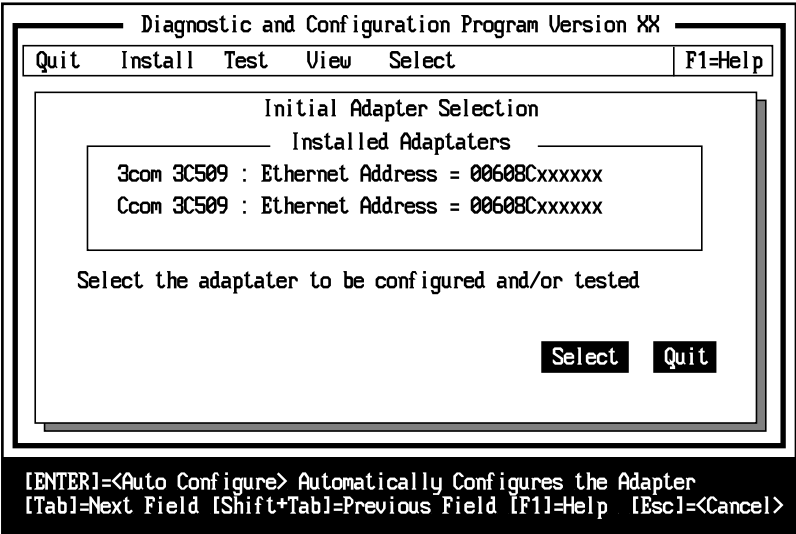 Diagnostic and Configuration Program Version XX
Quit Install Test View Select F1=Help
Initial Adapter Selection
Installed Adaptaters
3com 3C509 : Ethernet Address = 00608Cxxxxxx
Ccom 3C509 : Ethernet Address = 00608Cxxxxxx
Select the adaptater to be configured and/or tested
Select Quit
[ENTER]=<Auto Configure> Automatically Configures the Adapter
[Tab]=Next Field [Shift+Tab]=Previous Field [F1]=Help [Esc]=<Cancel>